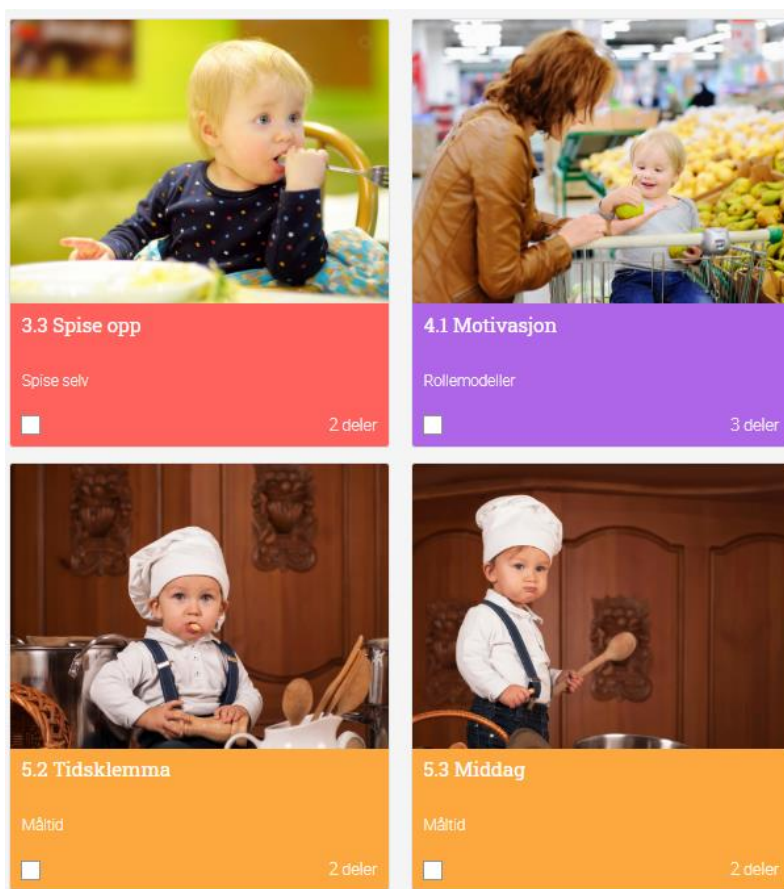 3.3 Spise opp
Spise selv
2 deler
4.1 Motivasjon
Rollemodeller
3 deler
5.2 Tidsklemma
Måltid
2 deler
5.3 Middag
Måltid
2 deler